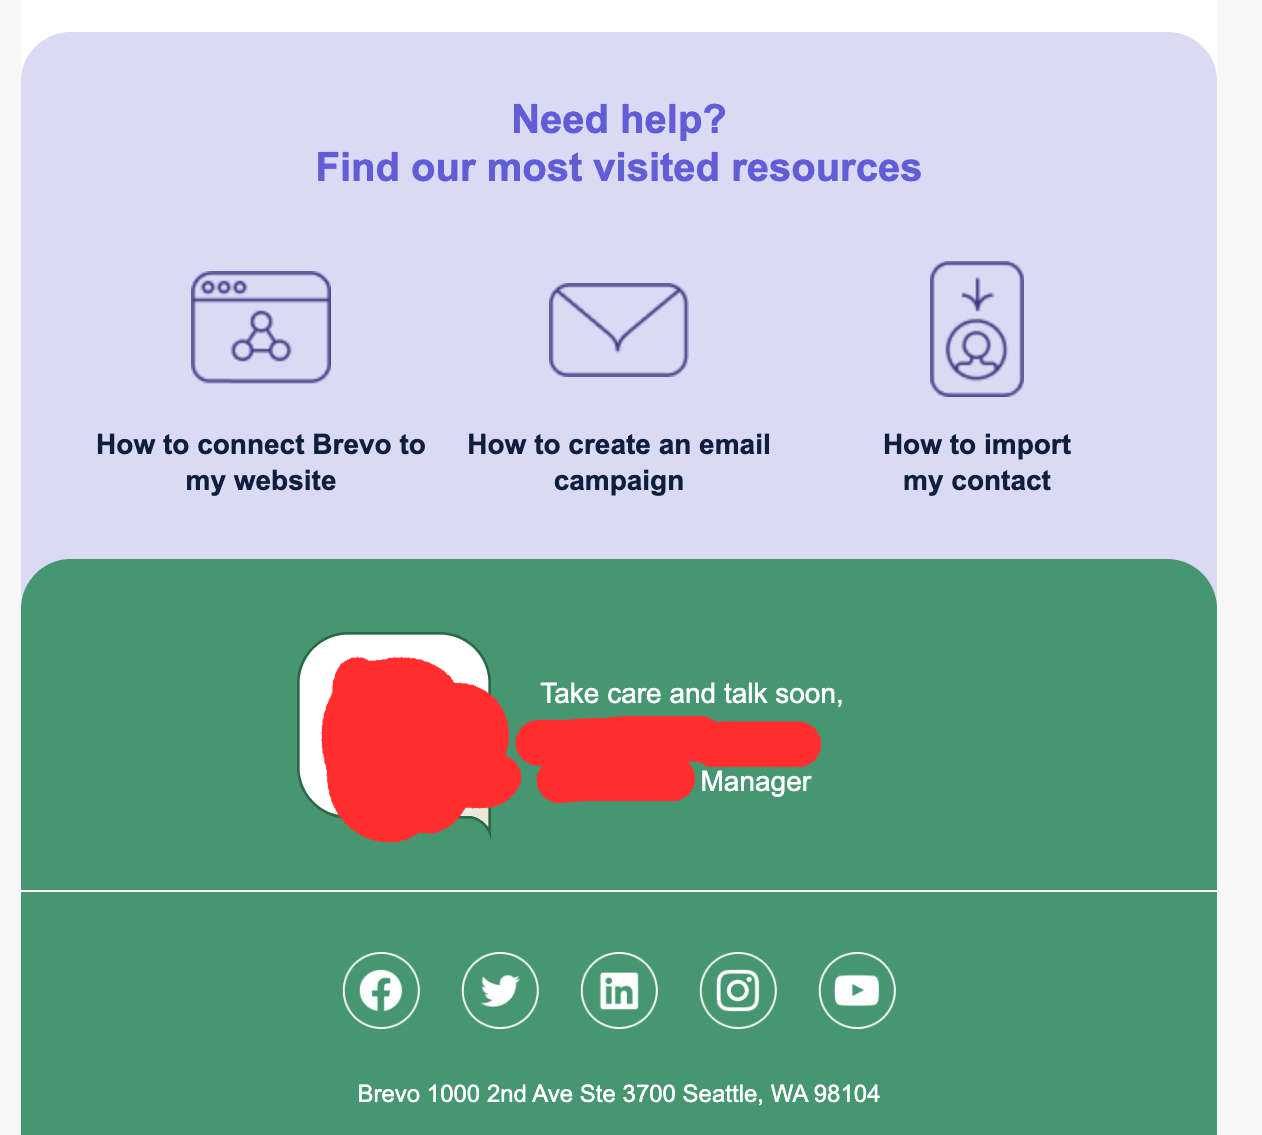 Need help?
Find our most visited resources
How to connect Brevo to
my website
How to create an email
campaign
How to import
my contact
Take care and talk soon,
Manager
Brevo 1000 2nd Ave Ste 3700 Seattle, WA 98104